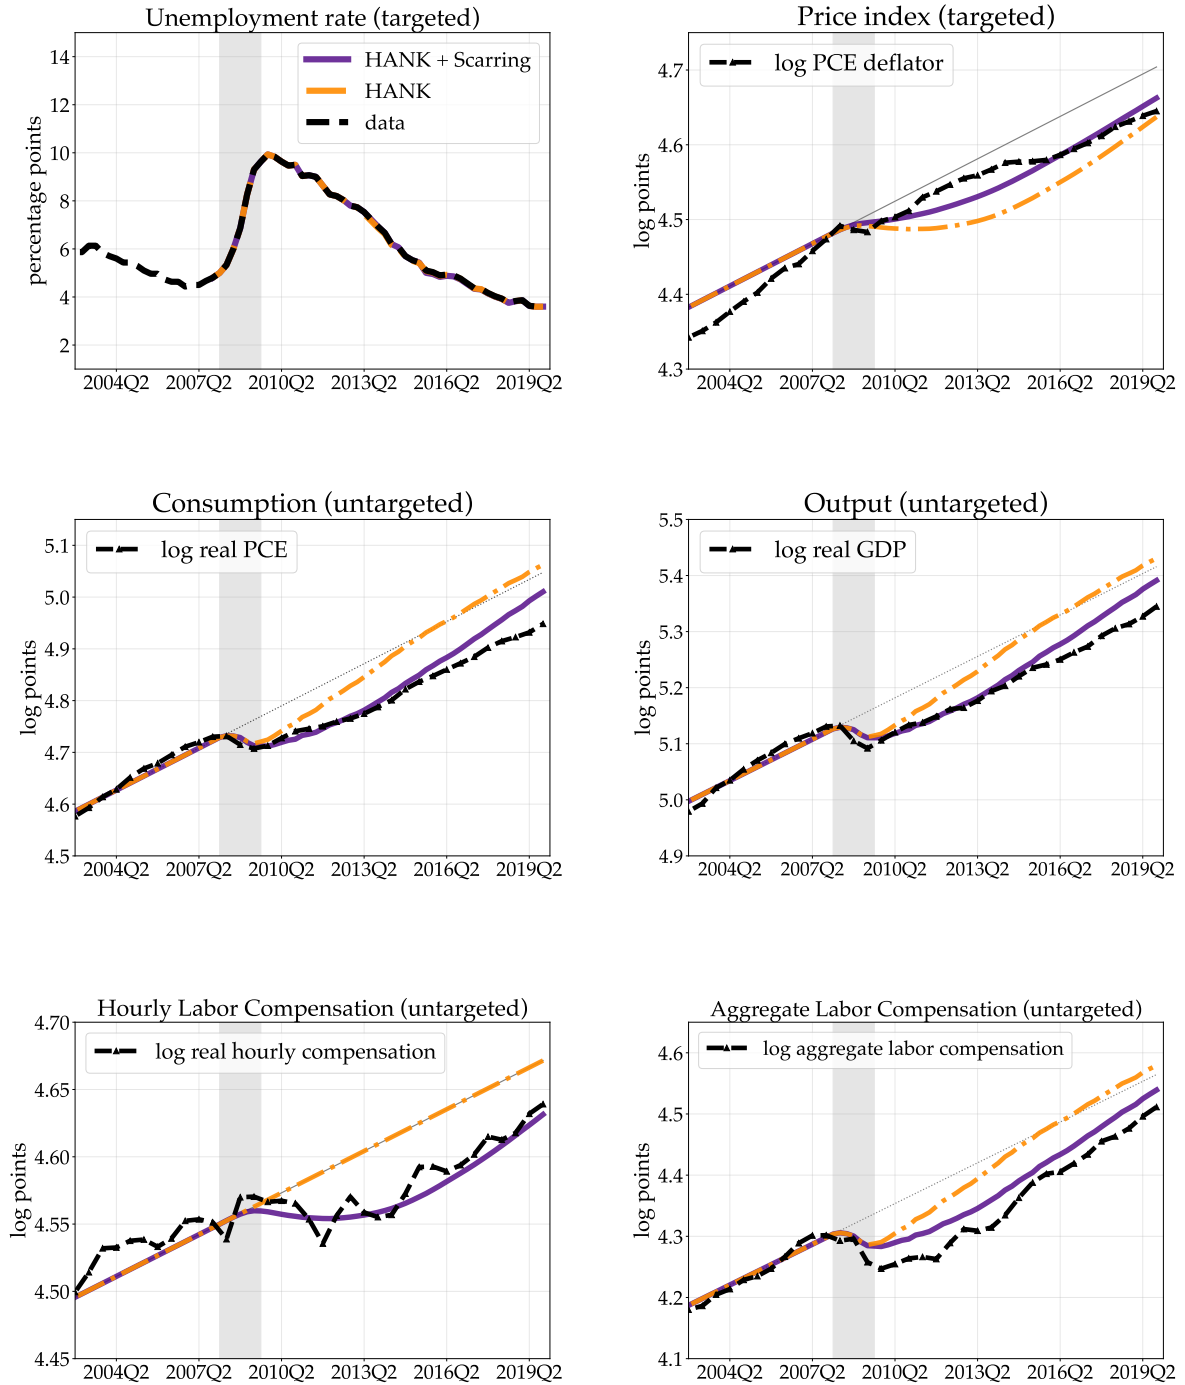 Unemployment rate (targeted)
percentage points
14
12
10
8
6
4
2
HANK + Scarring
HANK
data
2004Q2 2007Q2 2010Q2 2013Q2 2016Q2 2019Q2
Price index (targeted)
log points
4.7
4.6
4.5
4.4
4.3
log PCE deflator
2004Q2 2007Q2 2010Q2 2013Q2 2016Q2 2019Q2
Consumption (untargeted)
log points
5.1
5.0
4.9
4.8
4.7
4.6
4.5
log real PCE
2004Q2 2007Q2 2010Q2 2013Q2 2016Q2 2019Q2
Output (untargeted)
log points
5.5
5.4
5.3
5.2
5.1
5.0
4.9
log real GDP
2004Q2 2007Q2 2010Q2 2013Q2 2016Q2 2019Q2
Hourly Labor Compensation (untargeted)
log points
4.70
4.65
4.60
4.55
4.50
4.45
log real hourly compensation
2004Q2 2007Q2 2010Q2 2013Q2 2016Q2 2019Q2
Aggregate Labor Compensation (untargeted)
log points
4.6
4.5
4.4
4.3
4.2
4.1
log aggregate labor compensation
2004Q2 2007Q2 2010Q2 2013Q2 2016Q2 2019Q2